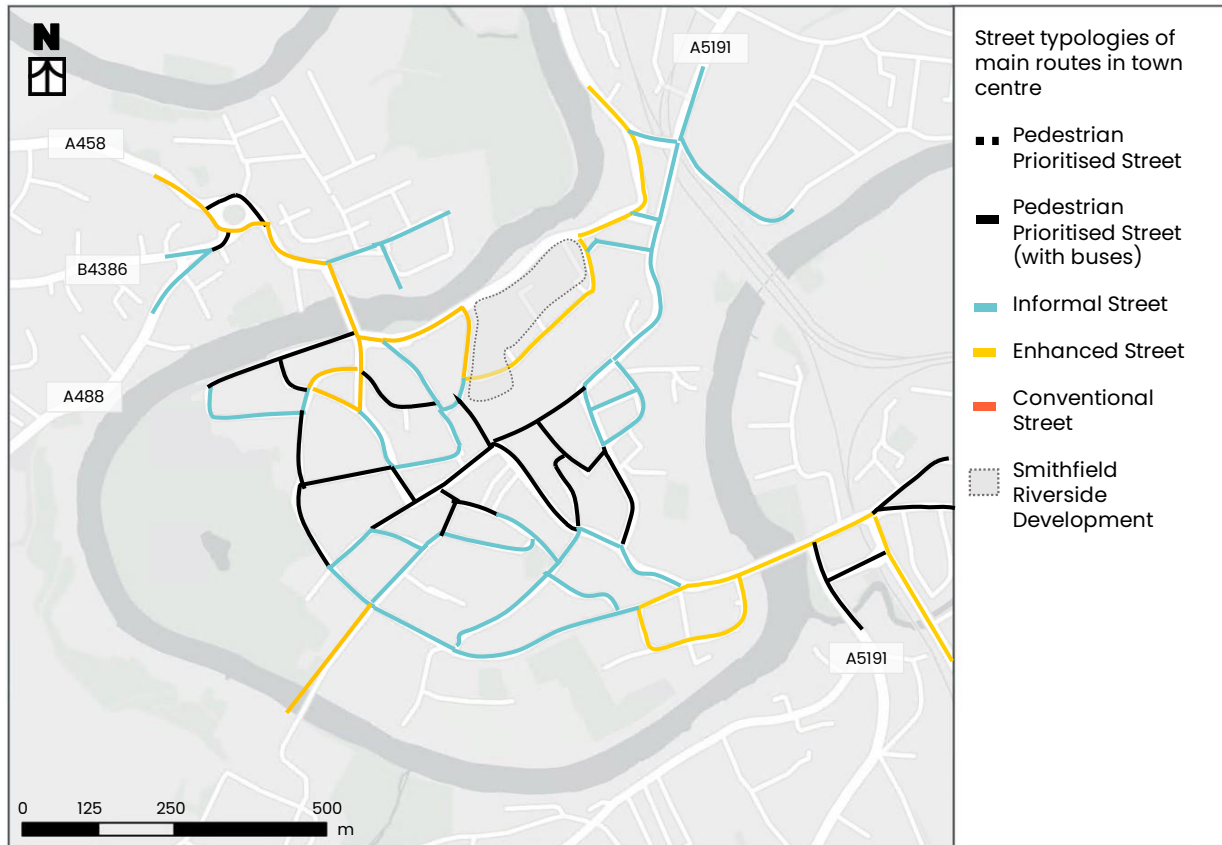 N
A5191
A458
B4386
A488
A5191
0 125 250 500
m
Street typologies of
main routes in town
centre
Pedestrian
Prioritised Street
Pedestrian
Prioritised Street
(with buses)
Informal Street
Enhanced Street
Conventional
Street
Smithfield
Riverside
Development